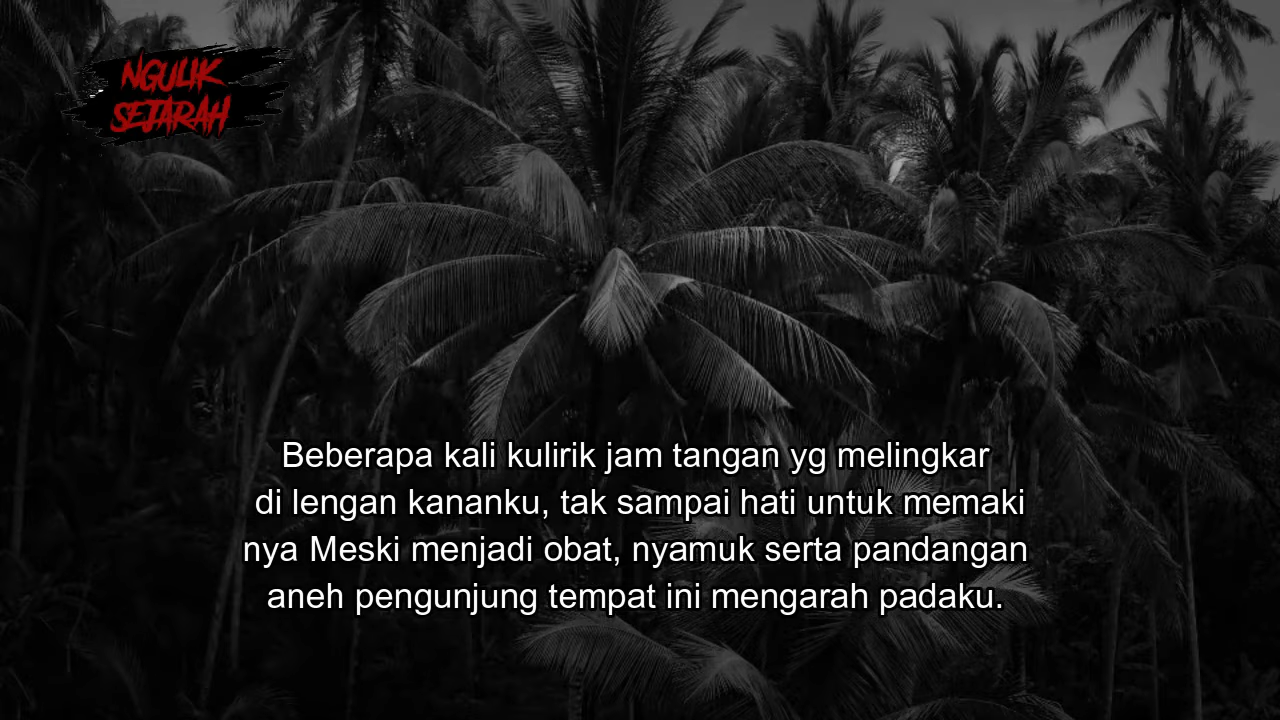 NGULIK
SEJARAH
Beberapa kali kulirik jam tangan yg melingkar
di lengan kananku, tak sampai hati untuk memaki
nya Meski menjadi obat, nyamuk serta pandangan
aneh pengunjung tempat ini mengarah padaku.